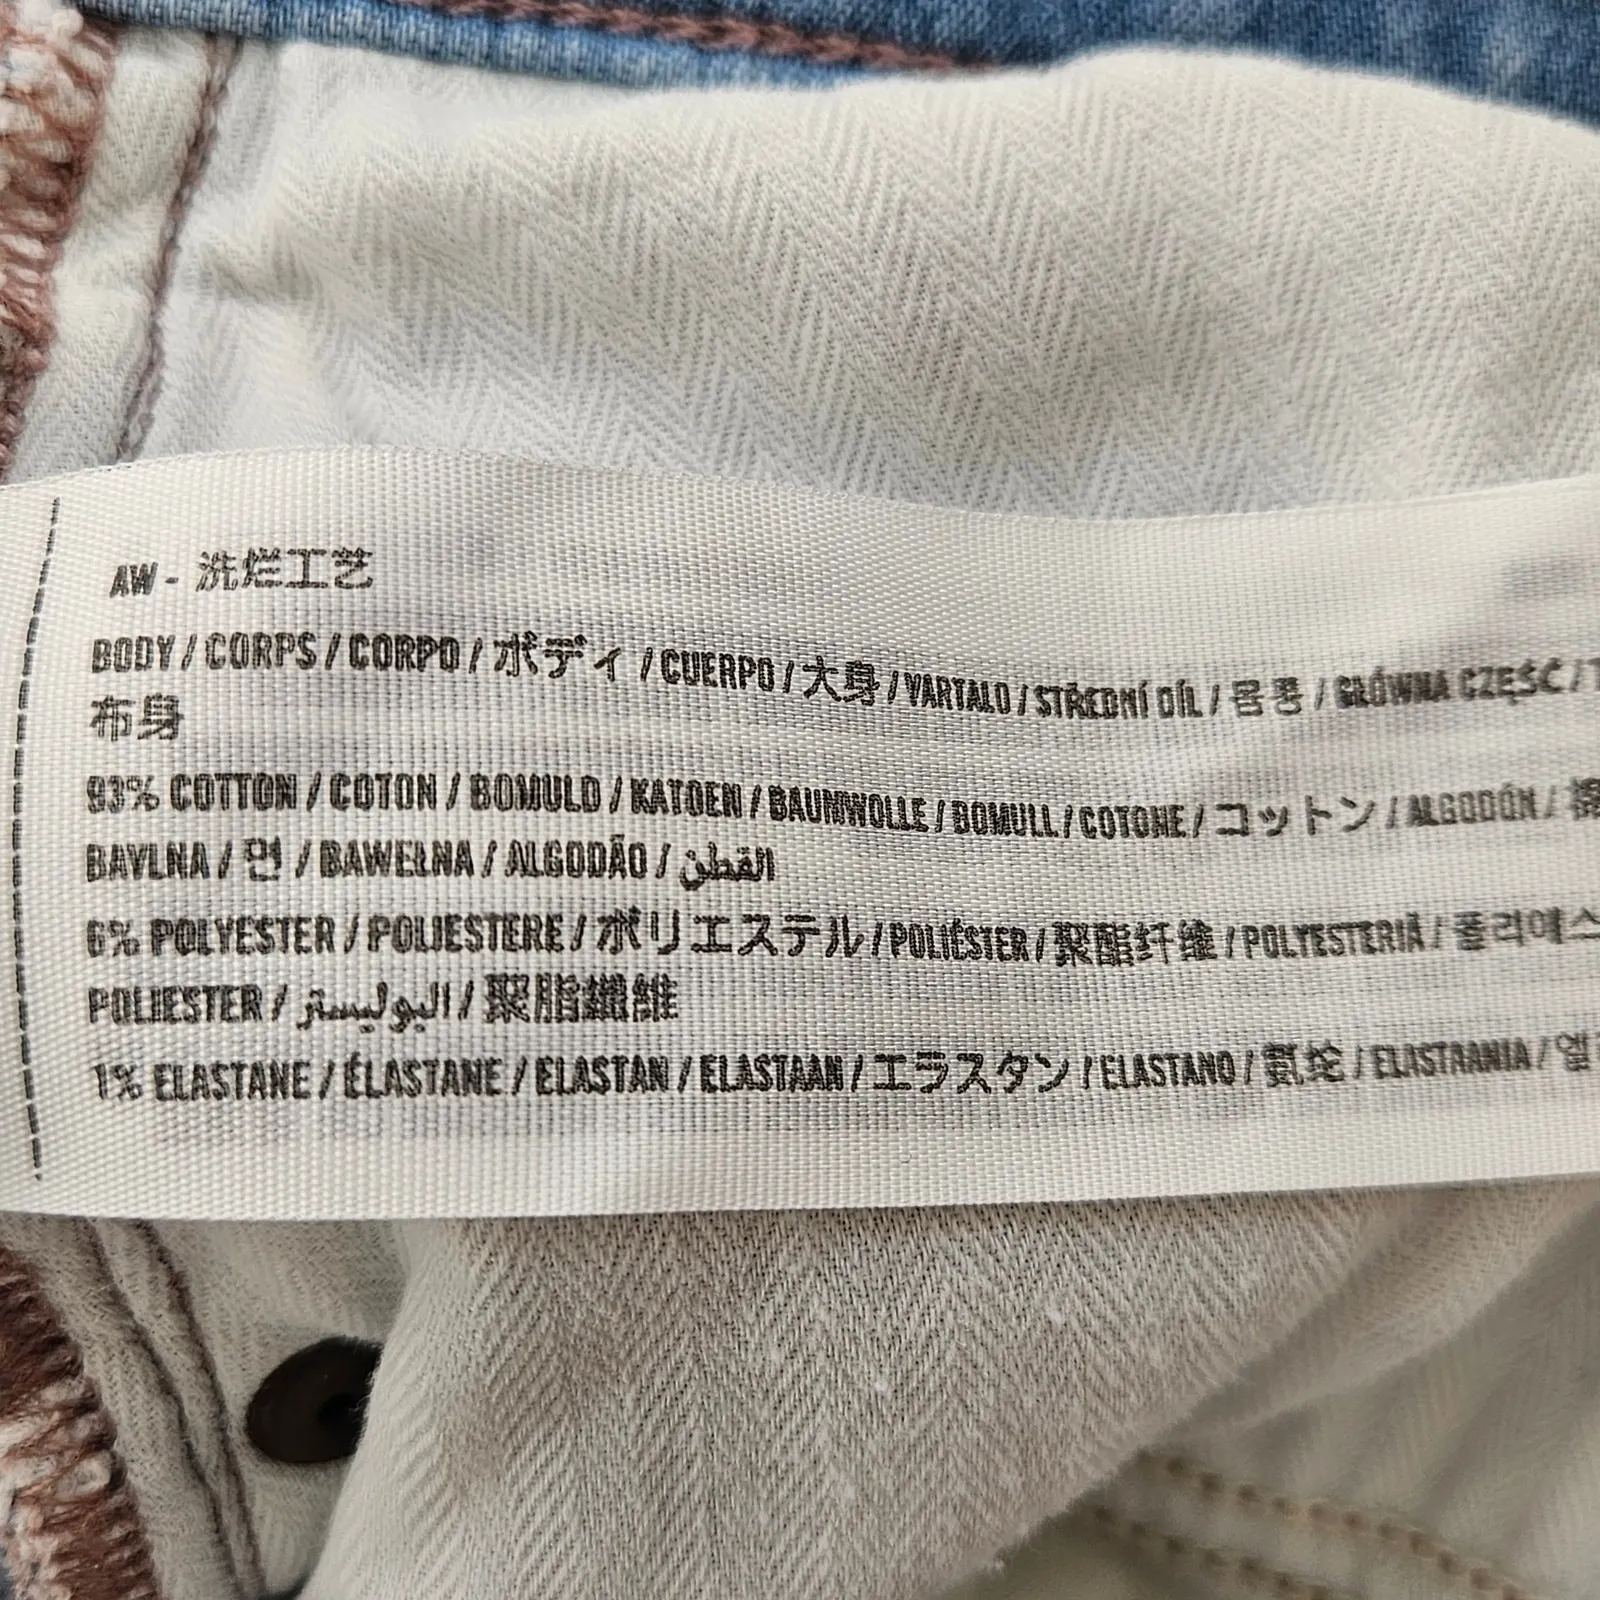 AW - 洗烂工艺
BODY / CORPS / CORPO / ボディ / CUERPO / 大身 / VARTALO / STŘEDNÍ DÍL / 몸통 / GŁÓWNA CZĘŚĆ /
布身
93% COTTON / COTON / BOMULD / KATOEN / BAUMWOLLE / BOMULL / COTONE / コットン / ALGODÓN / 棉
BAVLNA / 면 / BAWEŁNA / ALGODÃO / القطن
6% POLYESTER / POLIESTERE / ポリエステル / POLIÉSTER / 聚酯纤维 / POLYESTERIÄ / 폴리에스
POLIESTER / البوليستر / 聚脂纖維
1% ELASTANE / ÉLASTANE / ELASTAN / ELASTAAN / エラスタン / ELASTANO / 氨纶 / ELASTAANIA / 엘